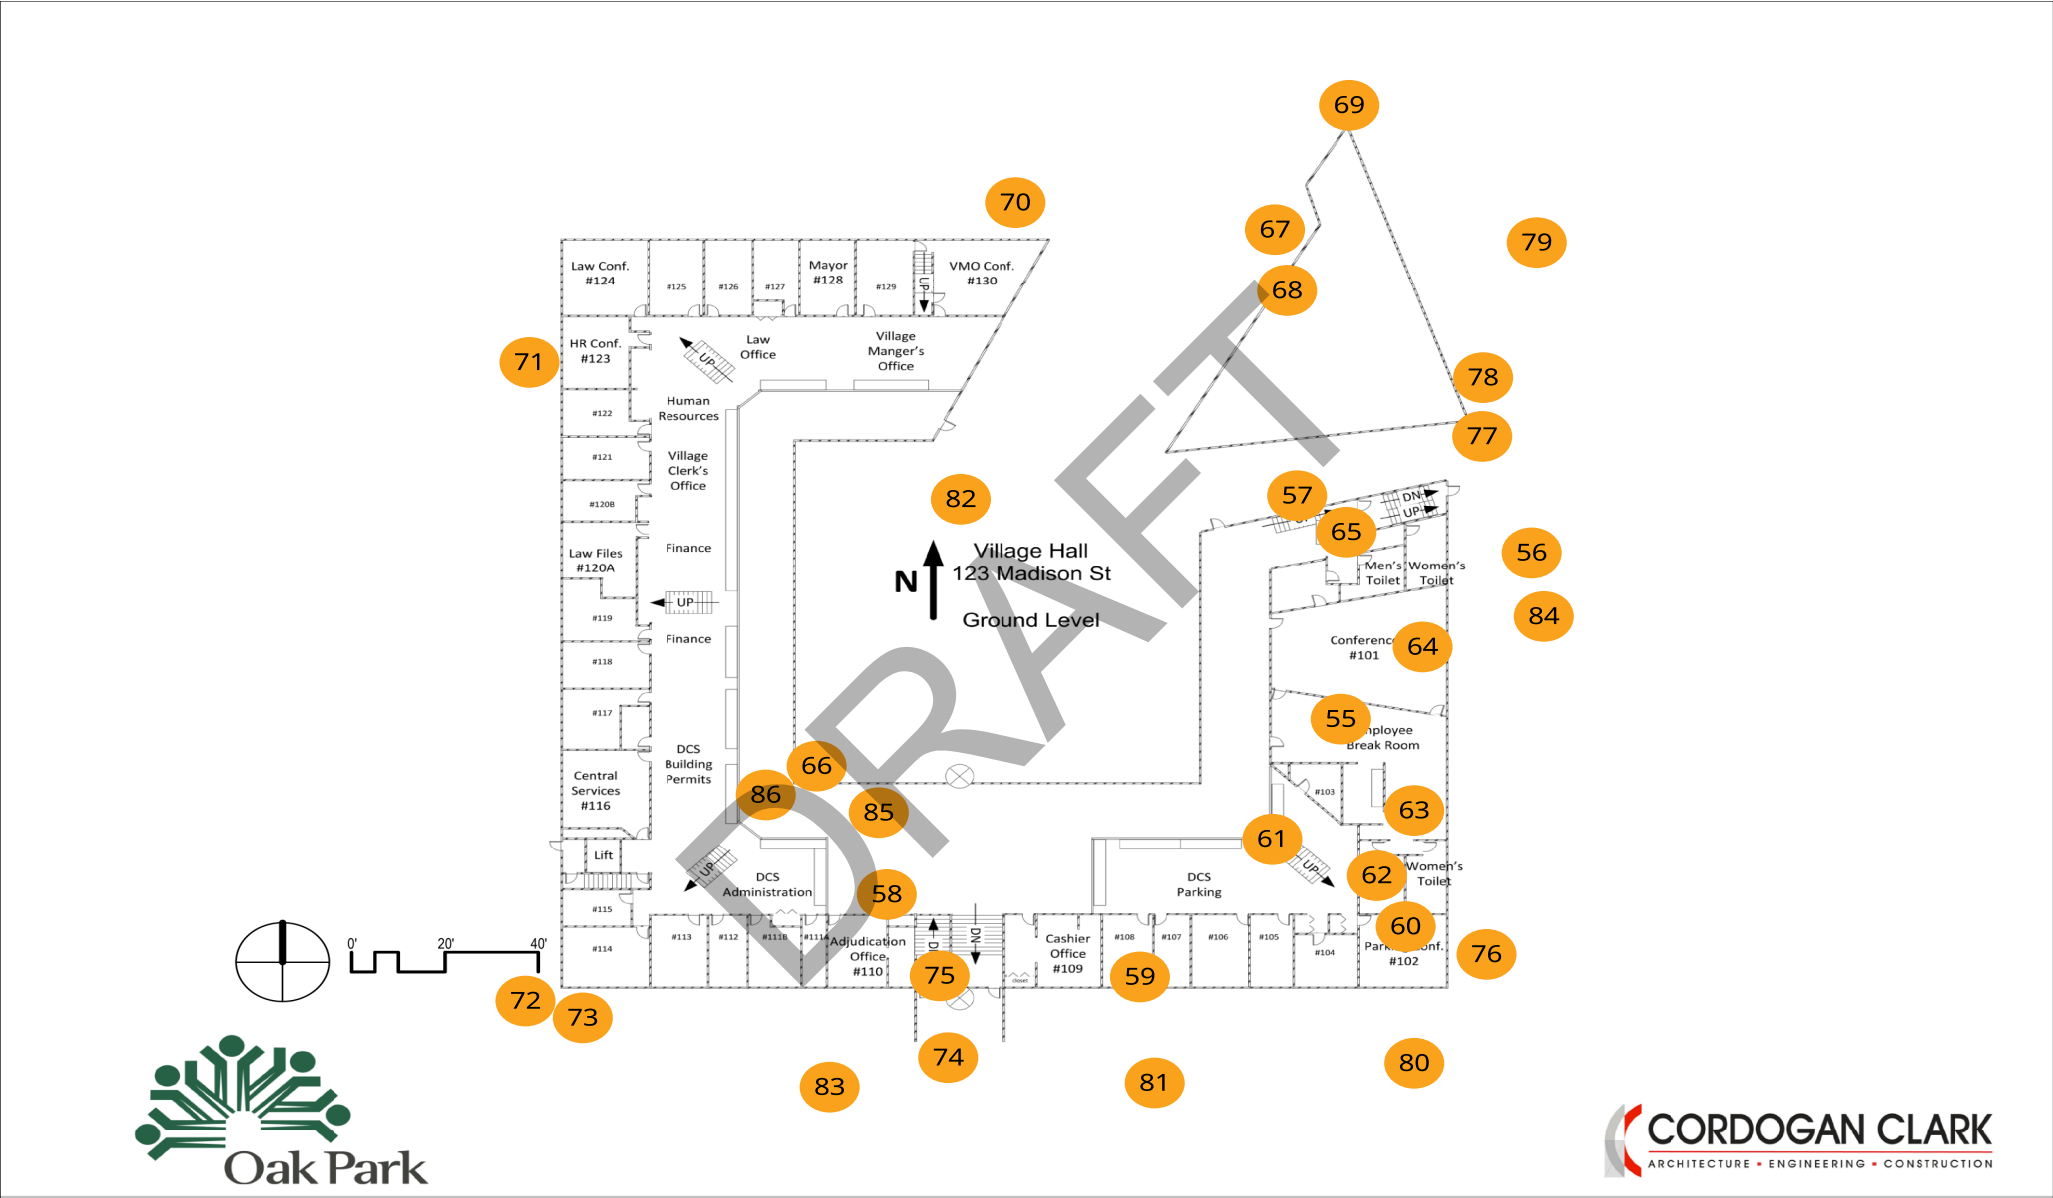 69
70
67
79
68
Law Conf.
#124
#125
#126
#127
Mayor
#128
#129
UP
VMO Conf.
#130
71
HR Conf.
#123
UP
Law
Office
Village
Manger's
Office
78
77
#122
Human
Resources
#121
Village
Clerk's
Office
#120B
82
57
DN
UP
65
56
Law Files
#120A
Finance
N
Village Hall
123 Madison St
Ground Level
Men's
Toilet
Women's
Toilet
84
UP
#119
Finance
Conference
#101
64
#118
55
#117
Employee
Break Room
DCS
Building
Permits
66
86
85
Central
Services
#116
#103
63
61
Lift
UP
DCS
Administration
DCS
Parking
UP
62
Women's
Toilet
58
#115
60
#114
#113
#112
#111B
#111A
Adjudication
Office
#110
DN
75
Cashier
Office
#109
closet
#108
#107
59
#106
#105
#104
Parking Conf.
#102
76
0'
20'
40'
72
73
74
83
81
80
DRAFT
Oak Park
CORDOGAN CLARK
ARCHITECTURE ▪ ENGINEERING ▪ CONSTRUCTION